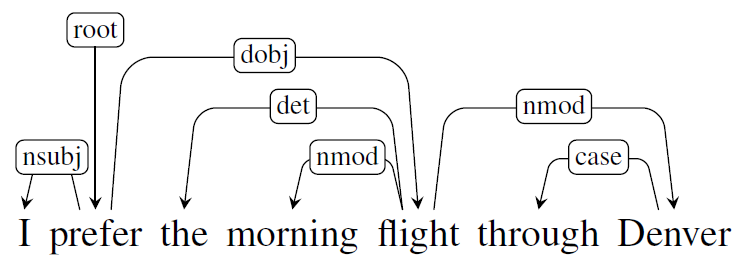 root
dobj
det nmod
nsubj nmod case
I prefer the morning flight through Denver